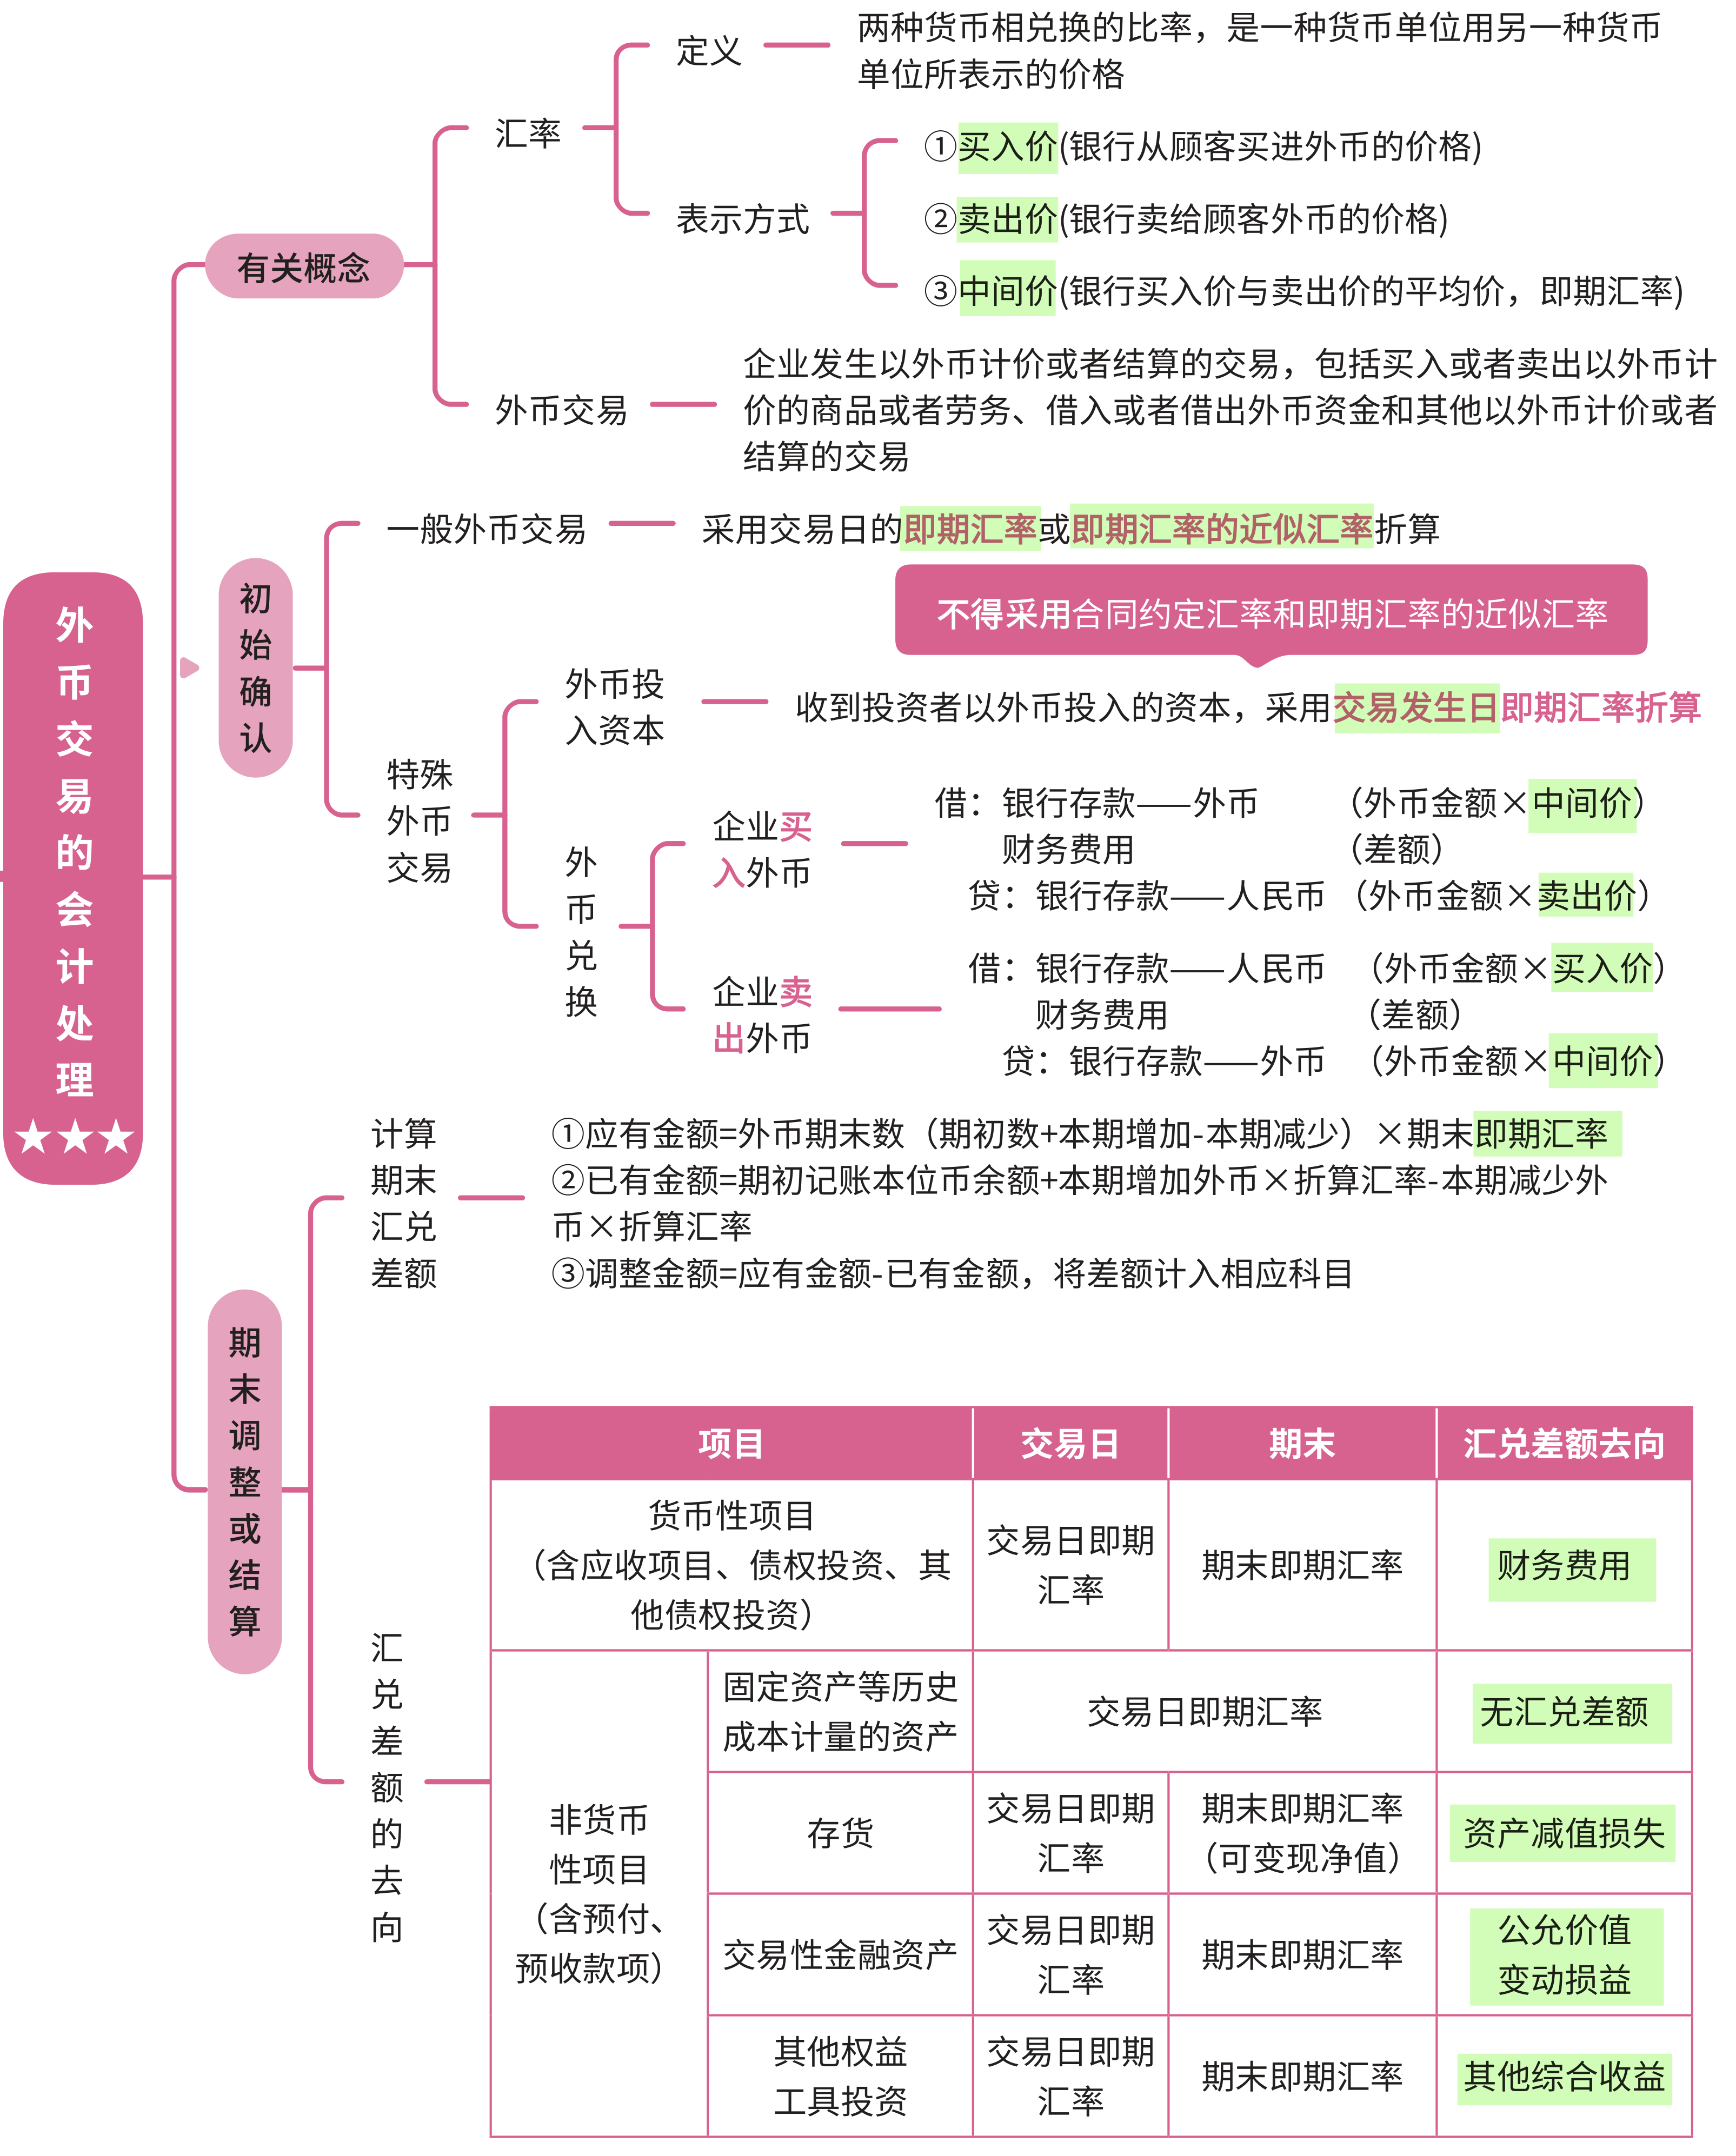 外
币
交
易
的
会
计
处
理
★★★
有关概念
汇率
定义
两种货币相兑换的比率，是一种货币单位用另一种货币
单位所表示的价格
表示方式
①买入价(银行从顾客买进外币的价格)
②卖出价(银行卖给顾客外币的价格)
③中间价(银行买入价与卖出价的平均价，即期汇率)
外币交易
企业发生以外币计价或者结算的交易，包括买入或者卖出以外币计
价的商品或者劳务、借入或者借出外币资金和其他以外币计价或者
结算的交易
初
始
确
认
一般外币交易
采用交易日的即期汇率或即期汇率的近似汇率折算
不得采用合同约定汇率和即期汇率的近似汇率
特殊
外币
交易
外币投
入资本
收到投资者以外币投入的资本，采用交易发生日即期汇率折算
外
币
兑
换
企业买
入外币
借：银行存款——外币（外币金额×中间价）
财务费用（差额）
贷：银行存款——人民币（外币金额×卖出价）
企业卖
出外币
借：银行存款——人民币（外币金额×买入价）
财务费用（差额）
贷：银行存款——外币（外币金额×中间价）
期
末
调
整
或
结
算
计算
期末
汇兑
差额
①应有金额=外币期末数（期初数+本期增加-本期减少）×期末即期汇率
②已有金额=期初记账本位币余额+本期增加外币×折算汇率-本期减少外
币×折算汇率
③调整金额=应有金额-已有金额，将差额计入相应科目
汇
兑
差
额
的
去
向
项目 交易日 期末 汇兑差额去向
货币性项目
（含应收项目、债权投资、其
他债权投资）
交易日即期
汇率
期末即期汇率
财务费用
非货币
性项目
（含预付、
预收款项）
固定资产等历史
成本计量的资产
交易日即期汇率
无汇兑差额
存货
交易日即期
汇率
期末即期汇率
（可变现净值）
资产减值损失
交易性金融资产
交易日即期
汇率
期末即期汇率
公允价值
变动损益
其他权益
工具投资
交易日即期
汇率
期末即期汇率
其他综合收益